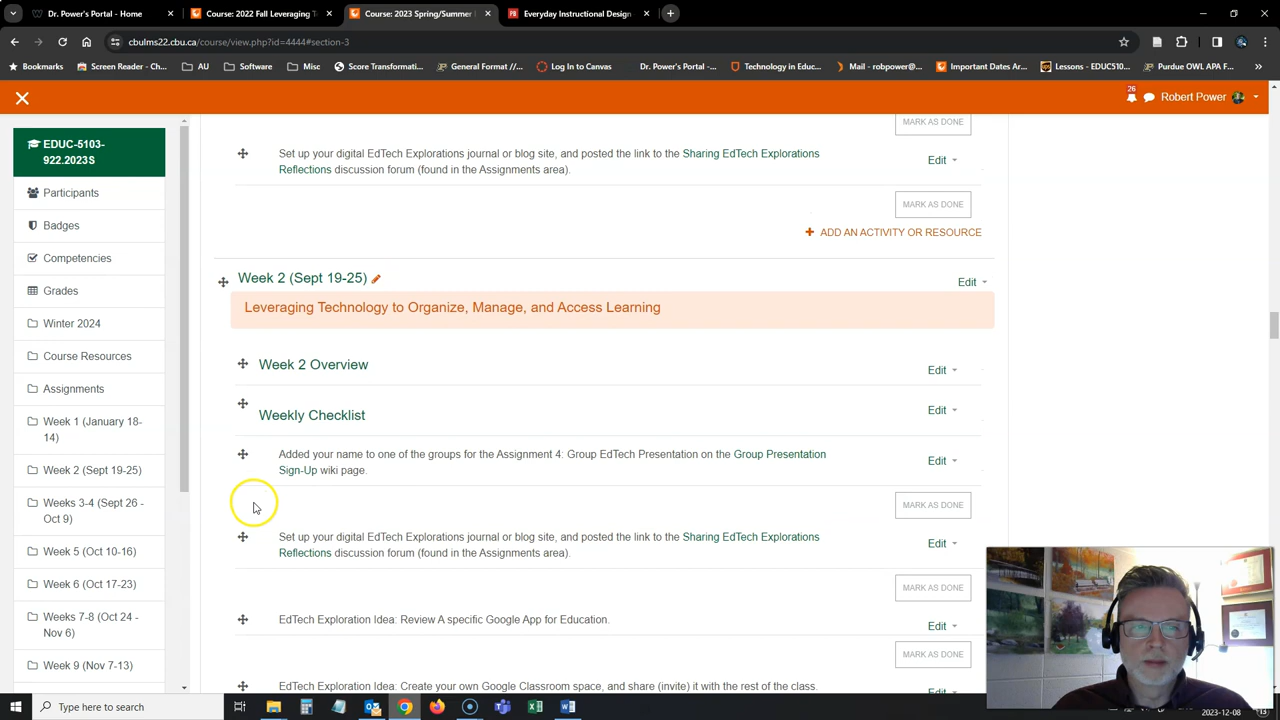 Dr. Power's Portal - Home
Course: 2022 Fall Leveraging T
Course: 2023 Spring/Summer
Everyday Instructional Design
cbulms22.cbu.ca/course/view.php?id=4444#section-3
Bookmarks
Screen Reader - Ch...
AU
Software
Misc
Score Transformati...
General Format //...
Log In to Canvas
Dr. Power's Portal -...
Technology in Educ...
Mail - robpower@...
Important Dates Ar...
Lessons - EDUC510...
Purdue OWL APA F...
26
Robert Power
EDUC-5103-
922.2023S
Participants
Badges
Competencies
Grades
Winter 2024
Course Resources
Assignments
Week 1 (January 18-
14)
Week 2 (Sept 19-25)
Weeks 3-4 (Sept 26 -
Oct 9)
Week 5 (Oct 10-16)
Week 6 (Oct 17-23)
Weeks 7-8 (Oct 24 -
Nov 6)
Week 9 (Nov 7-13)
MARK AS DONE
Set up your digital EdTech Explorations journal or blog site, and posted the link to the Sharing EdTech Explorations
Reflections discussion forum (found in the Assignments area).
Edit
MARK AS DONE
ADD AN ACTIVITY OR RESOURCE
Week 2 (Sept 19-25)
Edit
Leveraging Technology to Organize, Manage, and Access Learning
Week 2 Overview
Edit
Weekly Checklist
Edit
Added your name to one of the groups for the Assignment 4: Group EdTech Presentation on the Group Presentation
Sign-Up wiki page.
Edit
MARK AS DONE
Set up your digital EdTech Explorations journal or blog site, and posted the link to the Sharing EdTech Explorations
Reflections discussion forum (found in the Assignments area).
Edit
MARK AS DONE
EdTech Exploration Idea: Review A specific Google App for Education.
Edit
MARK AS DONE
EdTech Exploration Idea: Create your own Google Classroom space, and share (invite) it with the rest of the class.
Edit
Type here to search
2023-12-08
13